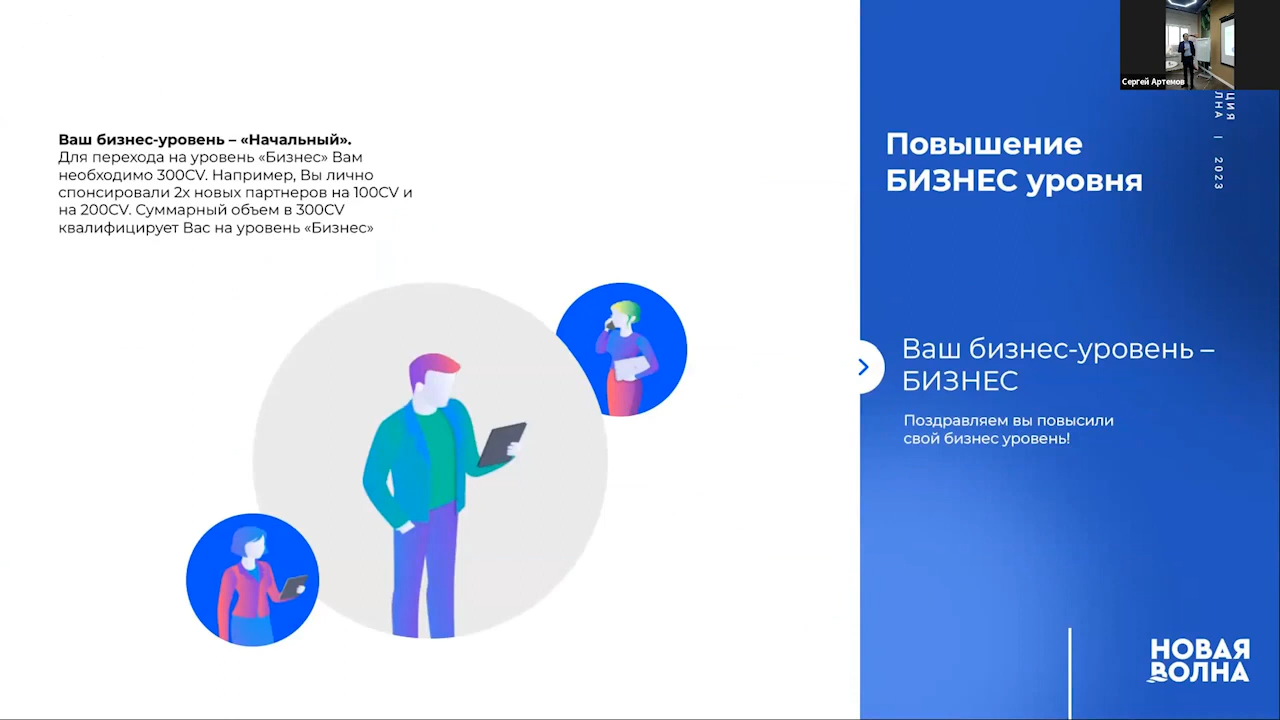 Ваш бизнес-уровень – «Начальный».
Для перехода на уровень «Бизнес» Вам
необходимо 300CV. Например, Вы лично
спонсировали 2х новых партнеров на 100CV и
на 200CV. Суммарный объем в 300CV
квалифицирует Вас на уровень «Бизнес»
Сергей Артемов
Повышение
БИЗНЕС уровня
2023
Ваш бизнес-уровень –
БИЗНЕС
Поздравляем вы повысили
свой бизнес уровень!
НОВАЯ
ВОЛНА